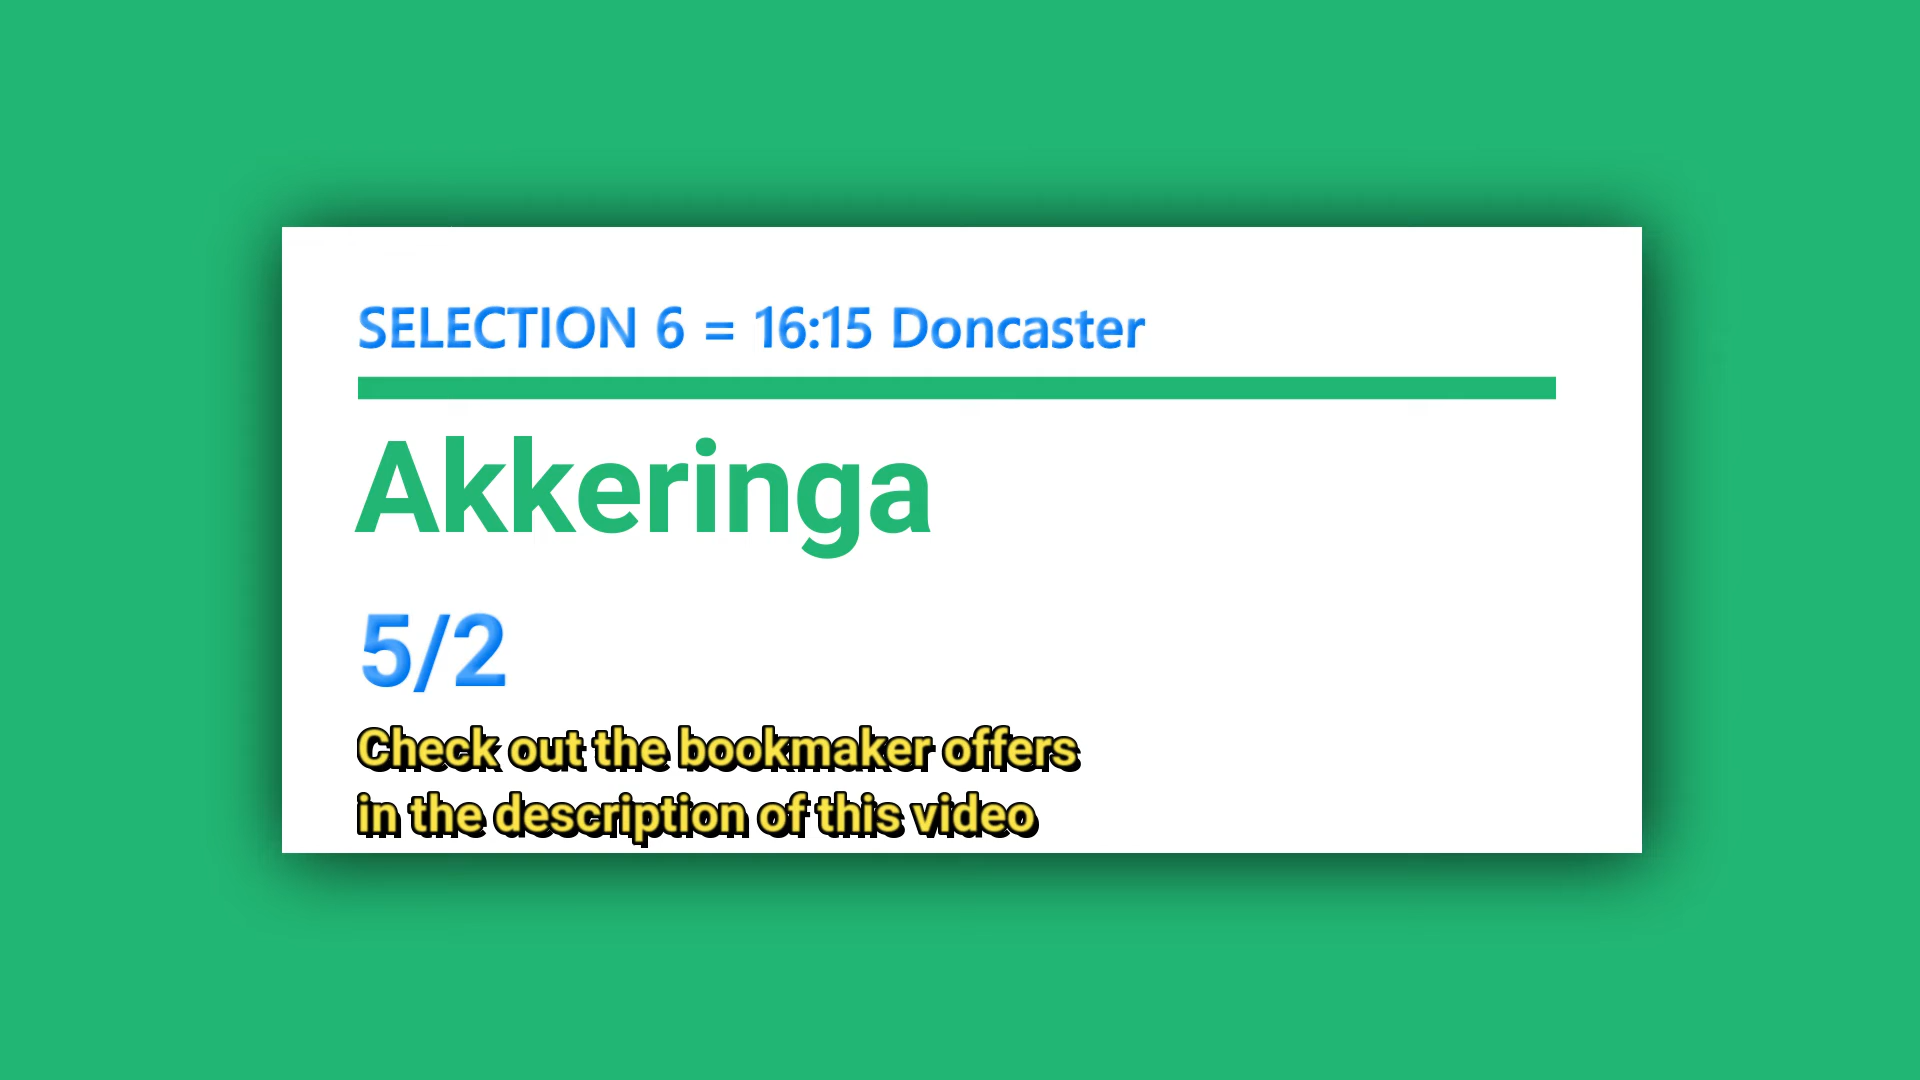 SELECTION 6 = 16:15 Doncaster
Akkeringa
5/2
Check out the bookmaker offers
in the description of this video